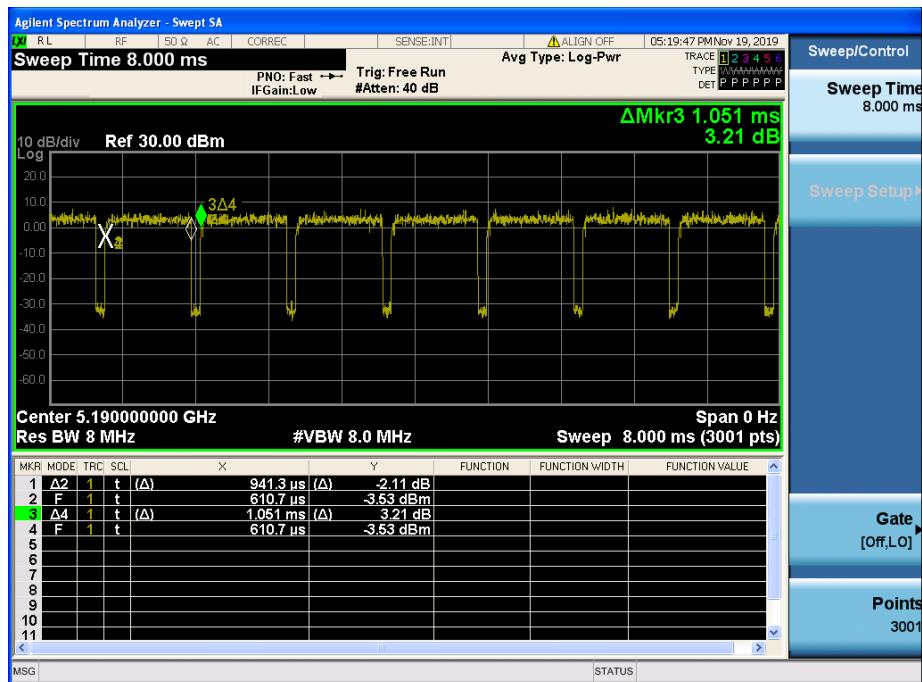 Agilent Spectrum Analyzer - Swept SA
LXI RL RF 50 Ω AC CORREC SENSE:INT ALIGN OFF 05:19:47 PM Nov 19, 2019
Sweep Time 8.000 ms
PNO: Fast
IFGain:Low
Trig: Free Run
#Atten: 40 dB
Avg Type: Log-Pwr
TRACE 1 2 3 4 5 6
TYPE WWWWWW
DET P P P P P P
ΔMkr3 1.051 ms
3.21 dB
10 dB/div Ref 30.00 dBm
Log
20.0
10.0
0.00
-10.0
-20.0
-30.0
-40.0
-50.0
-60.0
3Δ4
Center 5.190000000 GHz Span 0 Hz
Res BW 8 MHz #VBW 8.0 MHz Sweep 8.000 ms (3001 pts)
MKR MODE TRC SCL X Y FUNCTION FUNCTION WIDTH FUNCTION VALUE
1 Δ2 1 t (Δ) 941.3 µs (Δ) -2.11 dB
2 F 1 t 610.7 µs -3.53 dBm
3 Δ4 1 t (Δ) 1.051 ms (Δ) 3.21 dB
4 F 1 t 610.7 µs -3.53 dBm
5
6
7
8
9
10
11
MSG STATUS
Sweep/Control
Sweep Time
8.000 ms
Sweep Setup
Gate
[Off,LO]
Points
3001